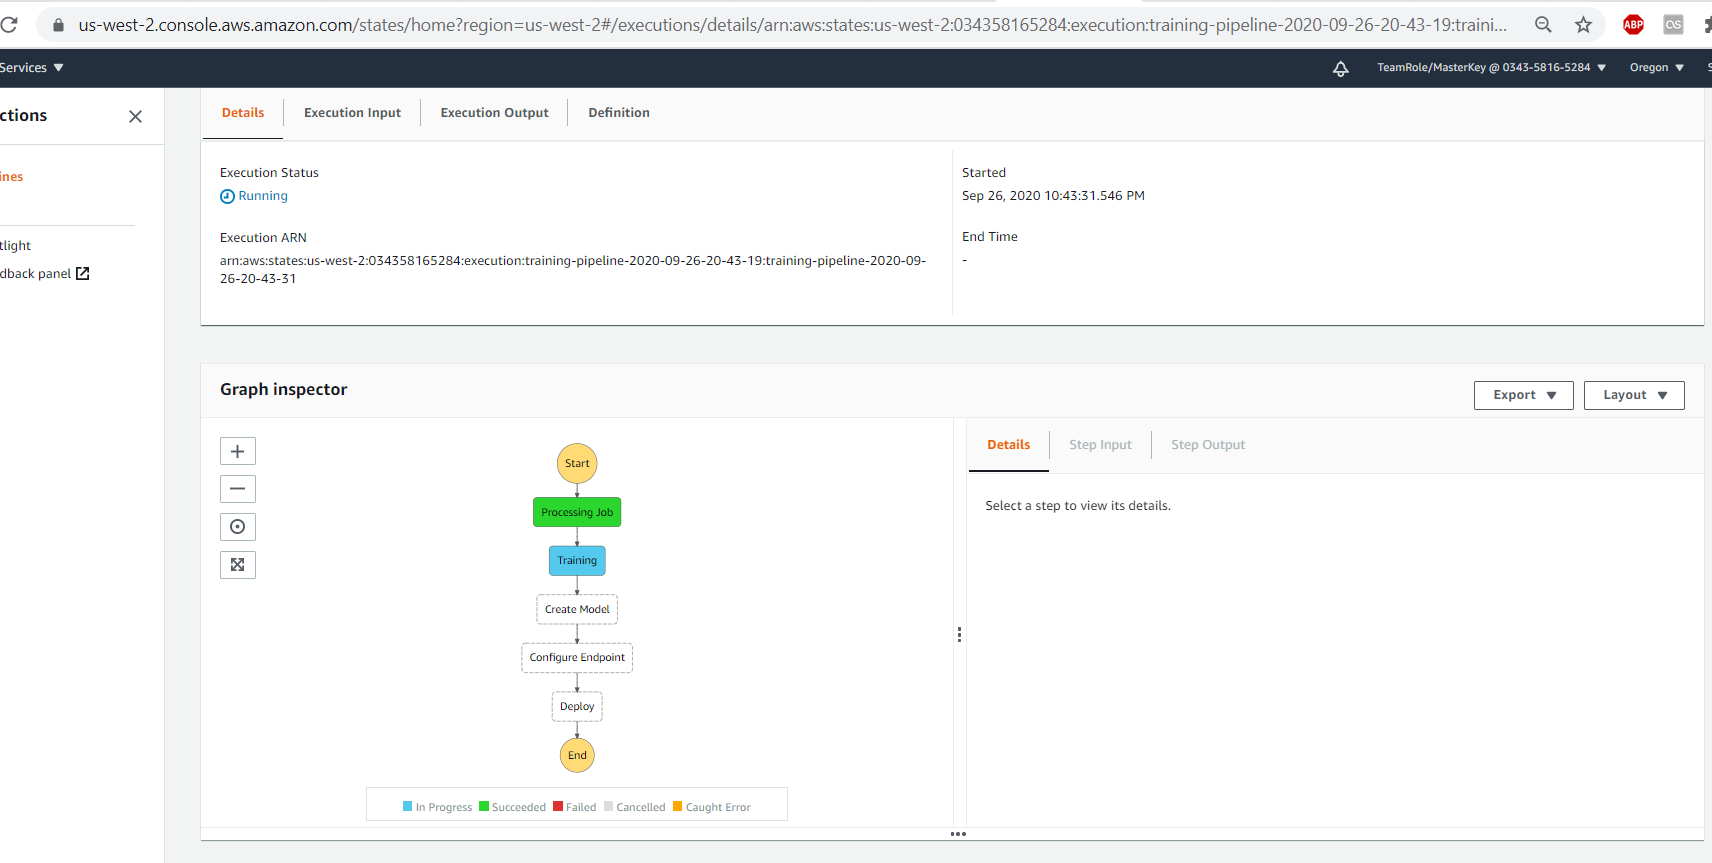 us-west-2.console.aws.amazon.com/states/home?region=us-west-2#/executions/details/arn:aws:states:us-west-2:034358165284:execution:training-pipeline-2020-09-26-20-43-19:traini...
ABP
Services ▼
TeamRole/MasterKey @ 0343-5816-5284 ▼
Oregon ▼
S
ctions
Details
Execution Input
Execution Output
Definition
ines
tlight
dback panel
Execution Status
Running
Execution ARN
arn:aws:states:us-west-2:034358165284:execution:training-pipeline-2020-09-26-20-43-19:training-pipeline-2020-09-
26-20-43-31
Started
Sep 26, 2020 10:43:31.546 PM
End Time
-
Graph inspector
Export ▼
Layout ▼
Start
Processing Job
Training
Create Model
Configure Endpoint
Deploy
End
In Progress Succeeded Failed Cancelled Caught Error
Details
Step Input
Step Output
Select a step to view its details.